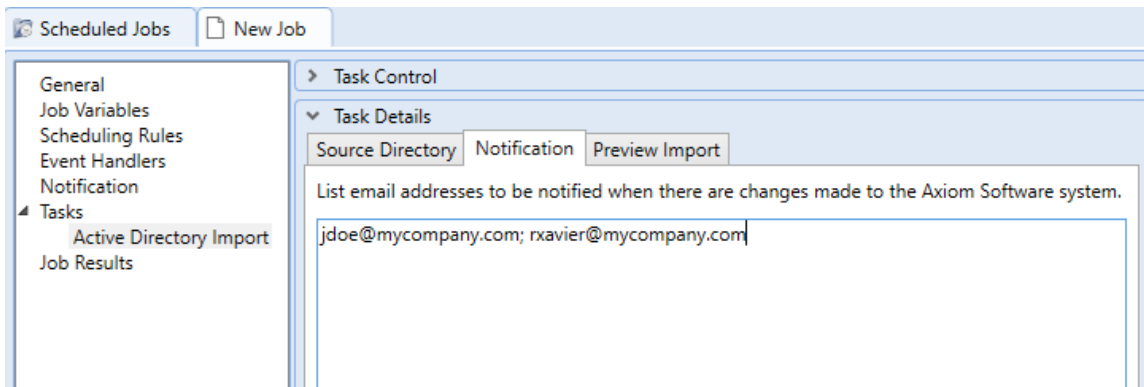 Scheduled Jobs
New Job
General
Job Variables
Scheduling Rules
Event Handlers
Notification
Tasks
Active Directory Import
Job Results
Task Control
Task Details
Source Directory
Notification
Preview Import
List email addresses to be notified when there are changes made to the Axiom Software system.
jdoe@mycompany.com; rxavier@mycompany.com